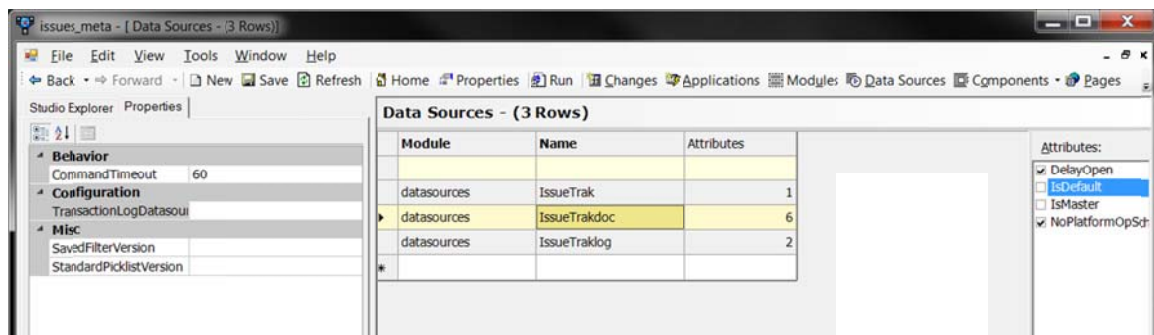 issues_meta - [ Data Sources - (3 Rows)]
File Edit View Tools Window Help
Back Forward New Save Refresh Home Properties Run Changes Applications Modules Data Sources Components Pages
Studio Explorer Properties
Data Sources - (3 Rows)
Module Name Attributes
Attributes:
Behavior
CommandTimeout 60
Configuration
TransactionLogDatasour
Misc
SavedFilterVersion
StandardPicklistVersion
datasources IssueTrak 1
datasources IssueTrakdoc 6
datasources IssueTraklog 2
DelayOpen
IsDefault
IsMaster
NoPlatformOpSch